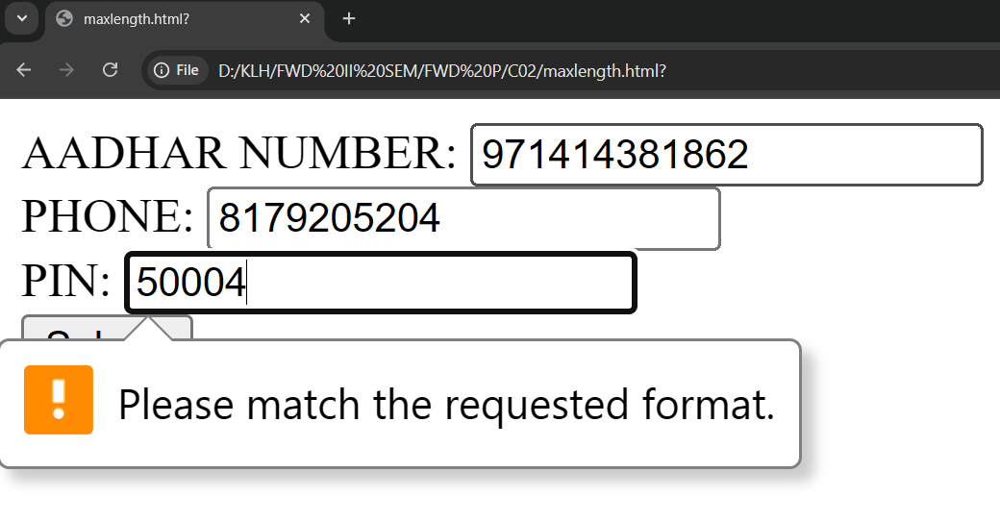 maxlength.html?
File D:/KLH/FWD%20II%20SEM/FWD%20P/C02/maxlength.html?
AADHAR NUMBER: 971414381862
PHONE: 8179205204
PIN: 50004
Please match the requested format.